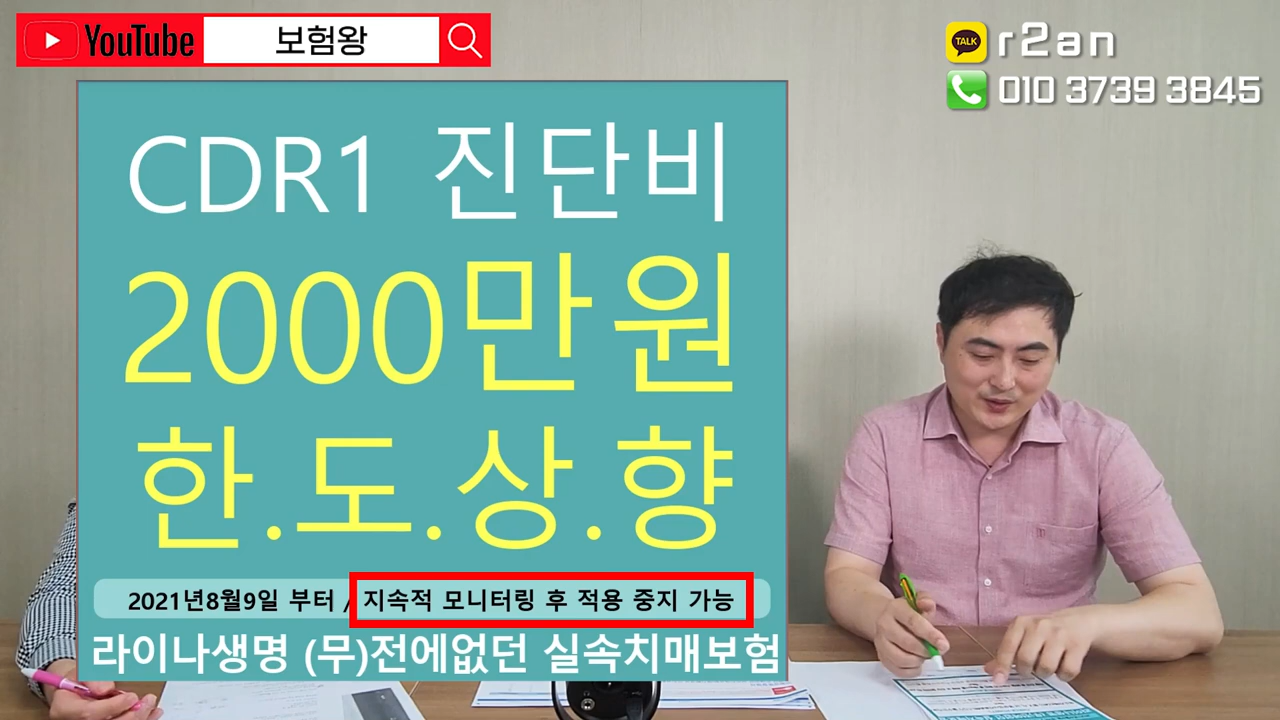 YouTube 보험왕
TALK r2an
010 3739 3845
CDR1 진단비
2000만원
한.도.상.향
2021년8월9일 부터 / 지속적 모니터링 후 적용 중지 가능
라이나생명 (무)전에없던 실속치매보험